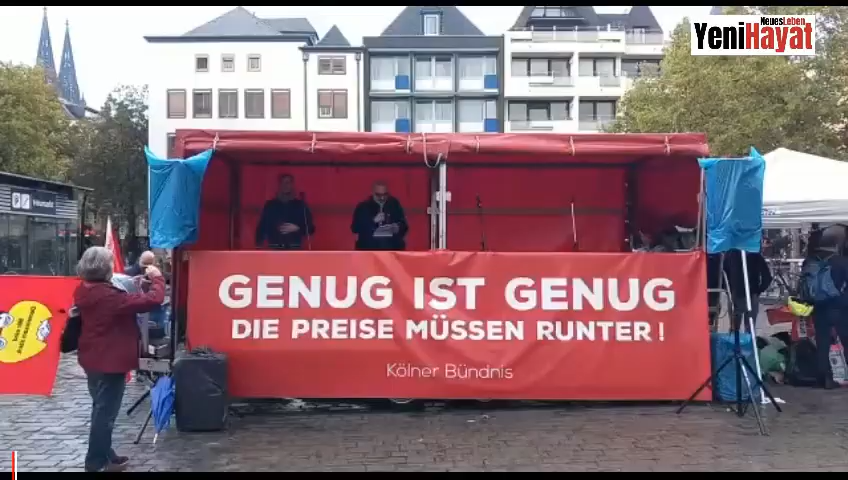 NeuesLeben
YeniHayat
GENUG IST GENUG
DIE PREISE MÜSSEN RUNTER!
Kölner Bündnis